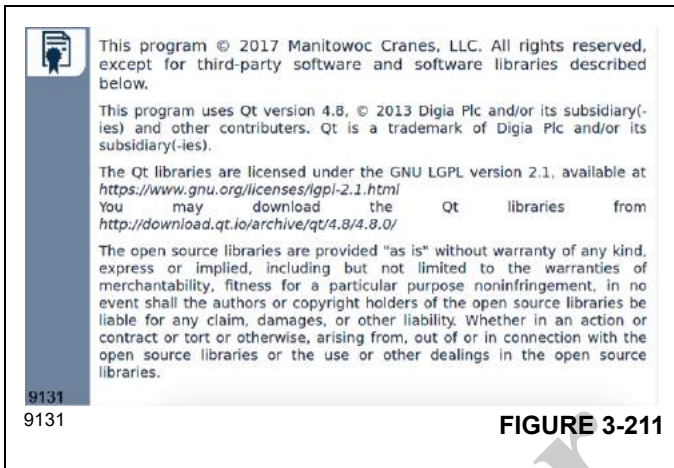 This program © 2017 Manitowoc Cranes, LLC. All rights reserved,
except for third-party software and software libraries described
below.
This program uses Qt version 4.8, © 2013 Digia Plc and/or its subsidiary(-
ies) and other contributers. Qt is a trademark of Digia Plc and/or its
subsidiary(-ies).
The Qt libraries are licensed under the GNU LGPL version 2.1, available at
https://www.gnu.org/licenses/lgpl-2.1.html
You may download the Qt libraries from
http://download.qt.io/archive/qt/4.8/4.8.0/
The open source libraries are provided "as is" without warranty of any kind,
express or implied, including but not limited to the warranties of
merchantability, fitness for a particular purpose noninfringement, in no
event shall the authors or copyright holders of the open source libraries be
liable for any claim, damages, or other liability. Whether in an action or
contract or tort or otherwise, arising from, out of or in connection with the
open source libraries or the use or other dealings in the open source
libraries.
9131
9131
FIGURE 3-211